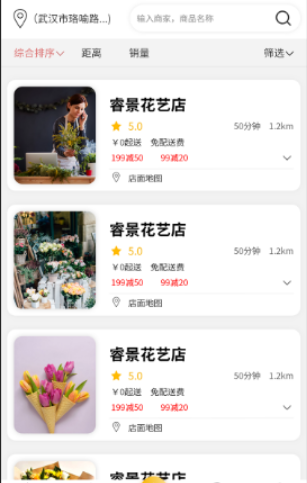 (武汉市珞喻路...)
输入商家，商品名称
综合排序 距离 销量 筛选
睿景花艺店
5.0 50分钟 1.2km
￥0起送 免配送费
199减50 99减20
店面地图
睿景花艺店
5.0 50分钟 1.2km
￥0起送 免配送费
199减50 99减20
店面地图
睿景花艺店
5.0 50分钟 1.2km
￥0起送 免配送费
199减50 99减20
店面地图
睿景花艺店